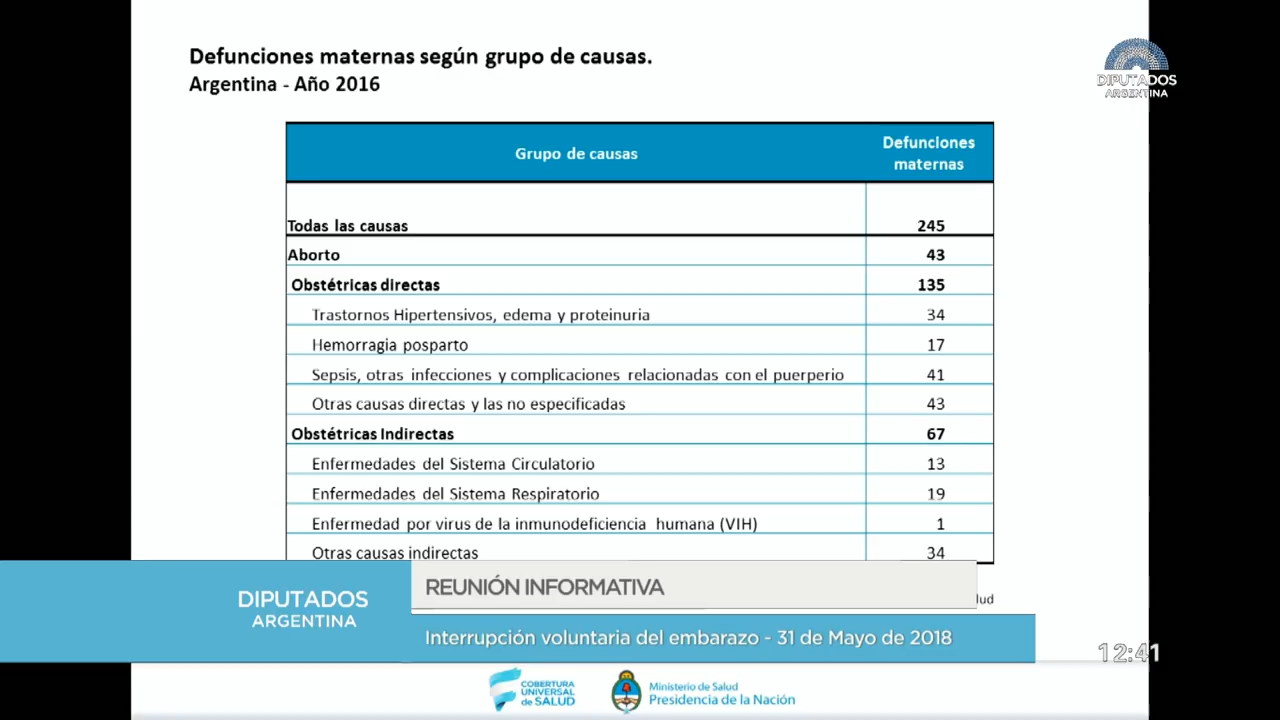 Defunciones maternas según grupo de causas.
Argentina - Año 2016
DIPUTADOS
ARGENTINA
Grupo de causas
Defunciones
maternas
Todas las causas 245
Aborto 43
Obstétricas directas 135
Trastornos Hipertensivos, edema y proteinuria 34
Hemorragia posparto 17
Sepsis, otras infecciones y complicaciones relacionadas con el puerperio 41
Otras causas directas y las no especificadas 43
Obstétricas Indirectas 67
Enfermedades del Sistema Circulatorio 13
Enfermedades del Sistema Respiratorio 19
Enfermedad por virus de la inmunodeficiencia humana (VIH) 1
Otras causas indirectas 34
DIPUTADOS
ARGENTINA
REUNIÓN INFORMATIVA
Interrupción voluntaria del embarazo - 31 de Mayo de 2018
12:41
COBERTURA
UNIVERSAL
de SALUD
Ministerio de Salud
Presidencia de la Nación